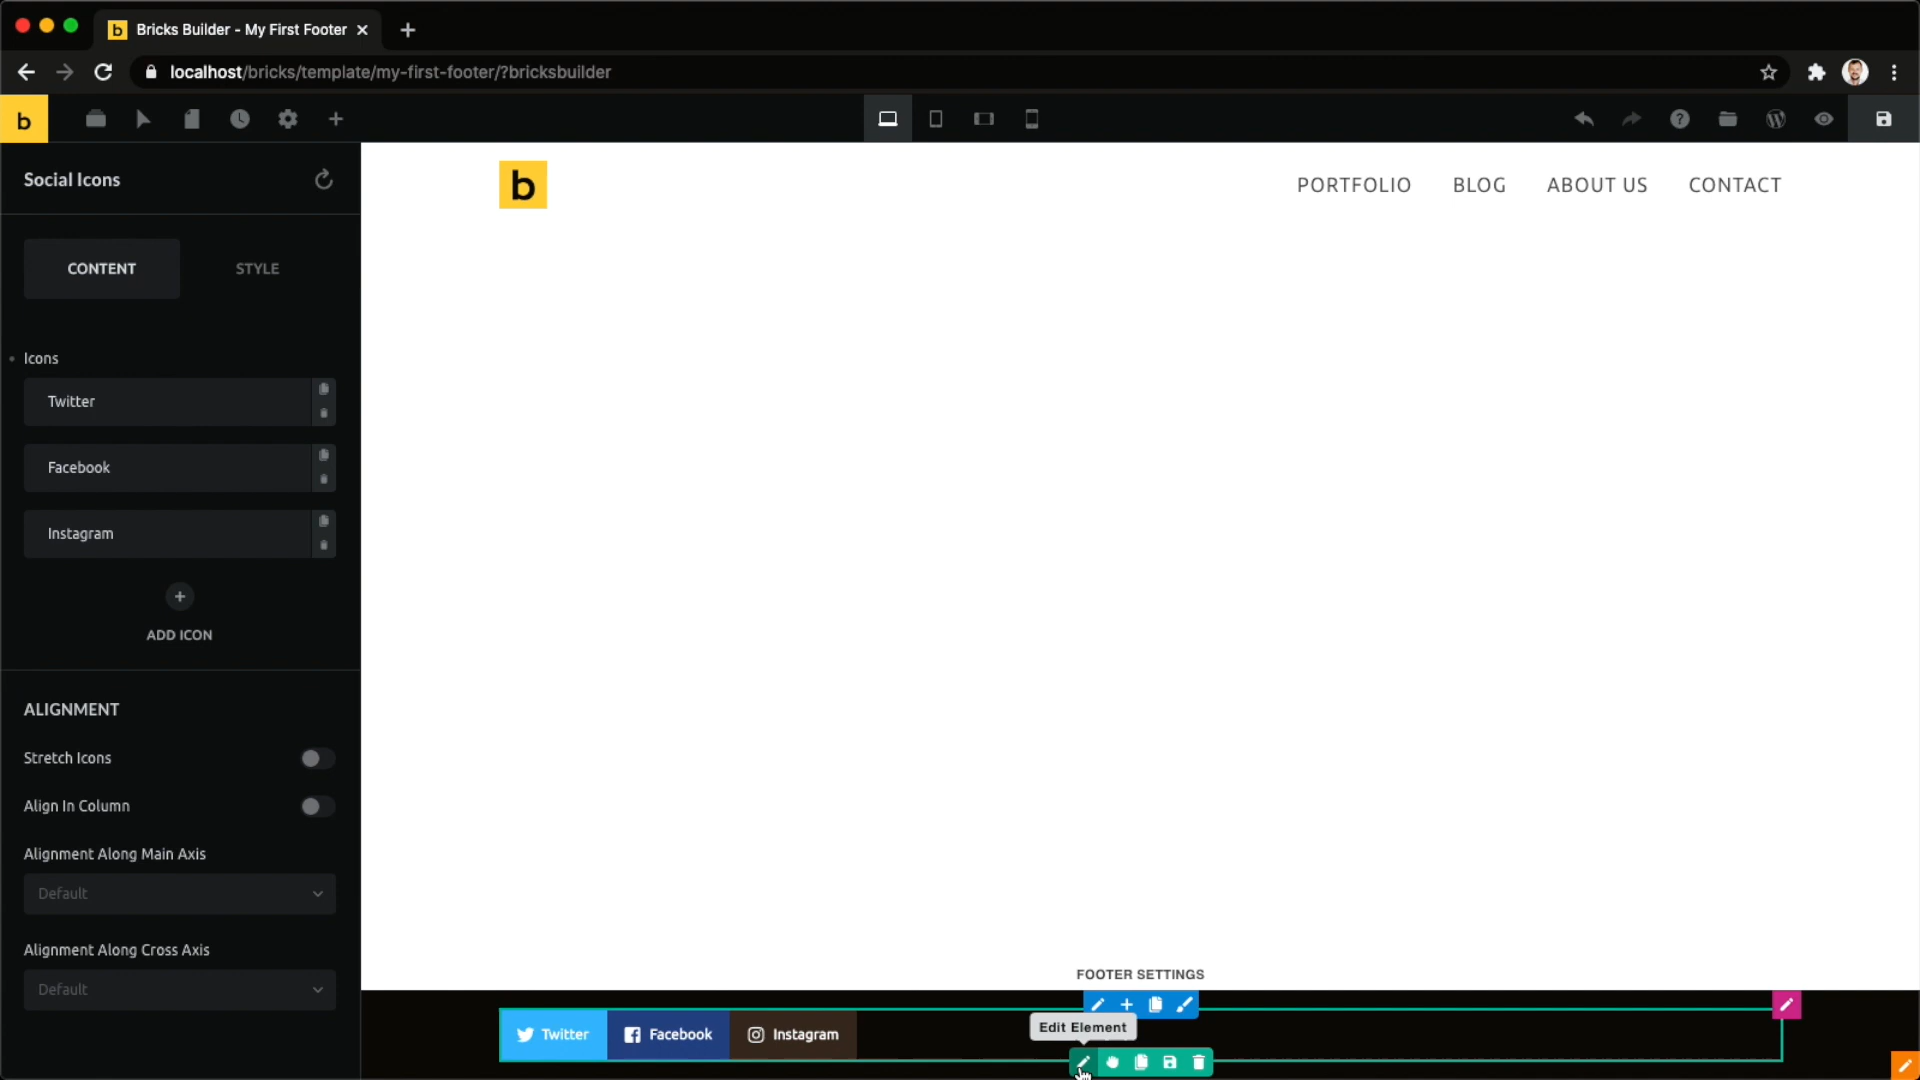 b Bricks Builder - My First Footer
localhost/bricks/template/my-first-footer/?bricksbuilder
b
Social Icons
CONTENT STYLE
Icons
Twitter
Facebook
Instagram
ADD ICON
ALIGNMENT
Stretch Icons
Align In Column
Alignment Along Main Axis
Default
Alignment Along Cross Axis
Default
b PORTFOLIO BLOG ABOUT US CONTACT
FOOTER SETTINGS
Edit Element
Twitter Facebook Instagram